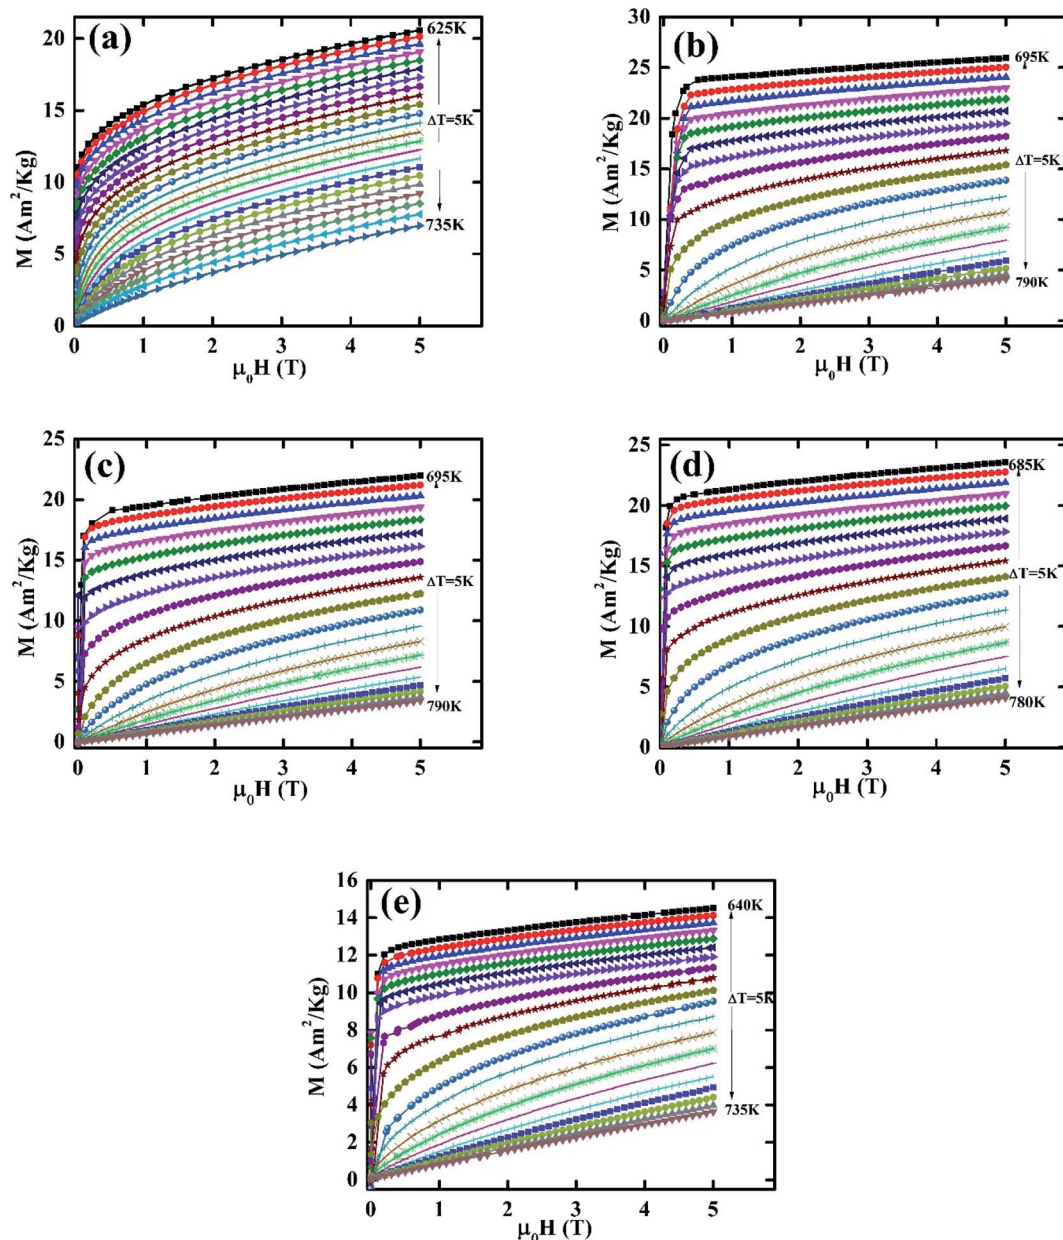 (a)
20
15
10
5
0
M (Am²/Kg)
625K
ΔT=5K
735K
0 1 2 3 4 5
μ₀H (T)
(b)
30
25
20
15
10
5
0
M (Am²/Kg)
695K
ΔT=5K
790K
0 1 2 3 4 5
μ₀H (T)
(c)
25
20
15
10
5
0
M (Am²/Kg)
695K
ΔT=5K
790K
0 1 2 3 4 5
μ₀H (T)
(d)
25
20
15
10
5
0
M (Am²/Kg)
685K
ΔT=5K
780K
0 1 2 3 4 5
μ₀H (T)
(e)
16
14
12
10
8
6
4
2
0
M (Am²/Kg)
640K
ΔT=5K
735K
0 1 2 3 4 5
μ₀H (T)